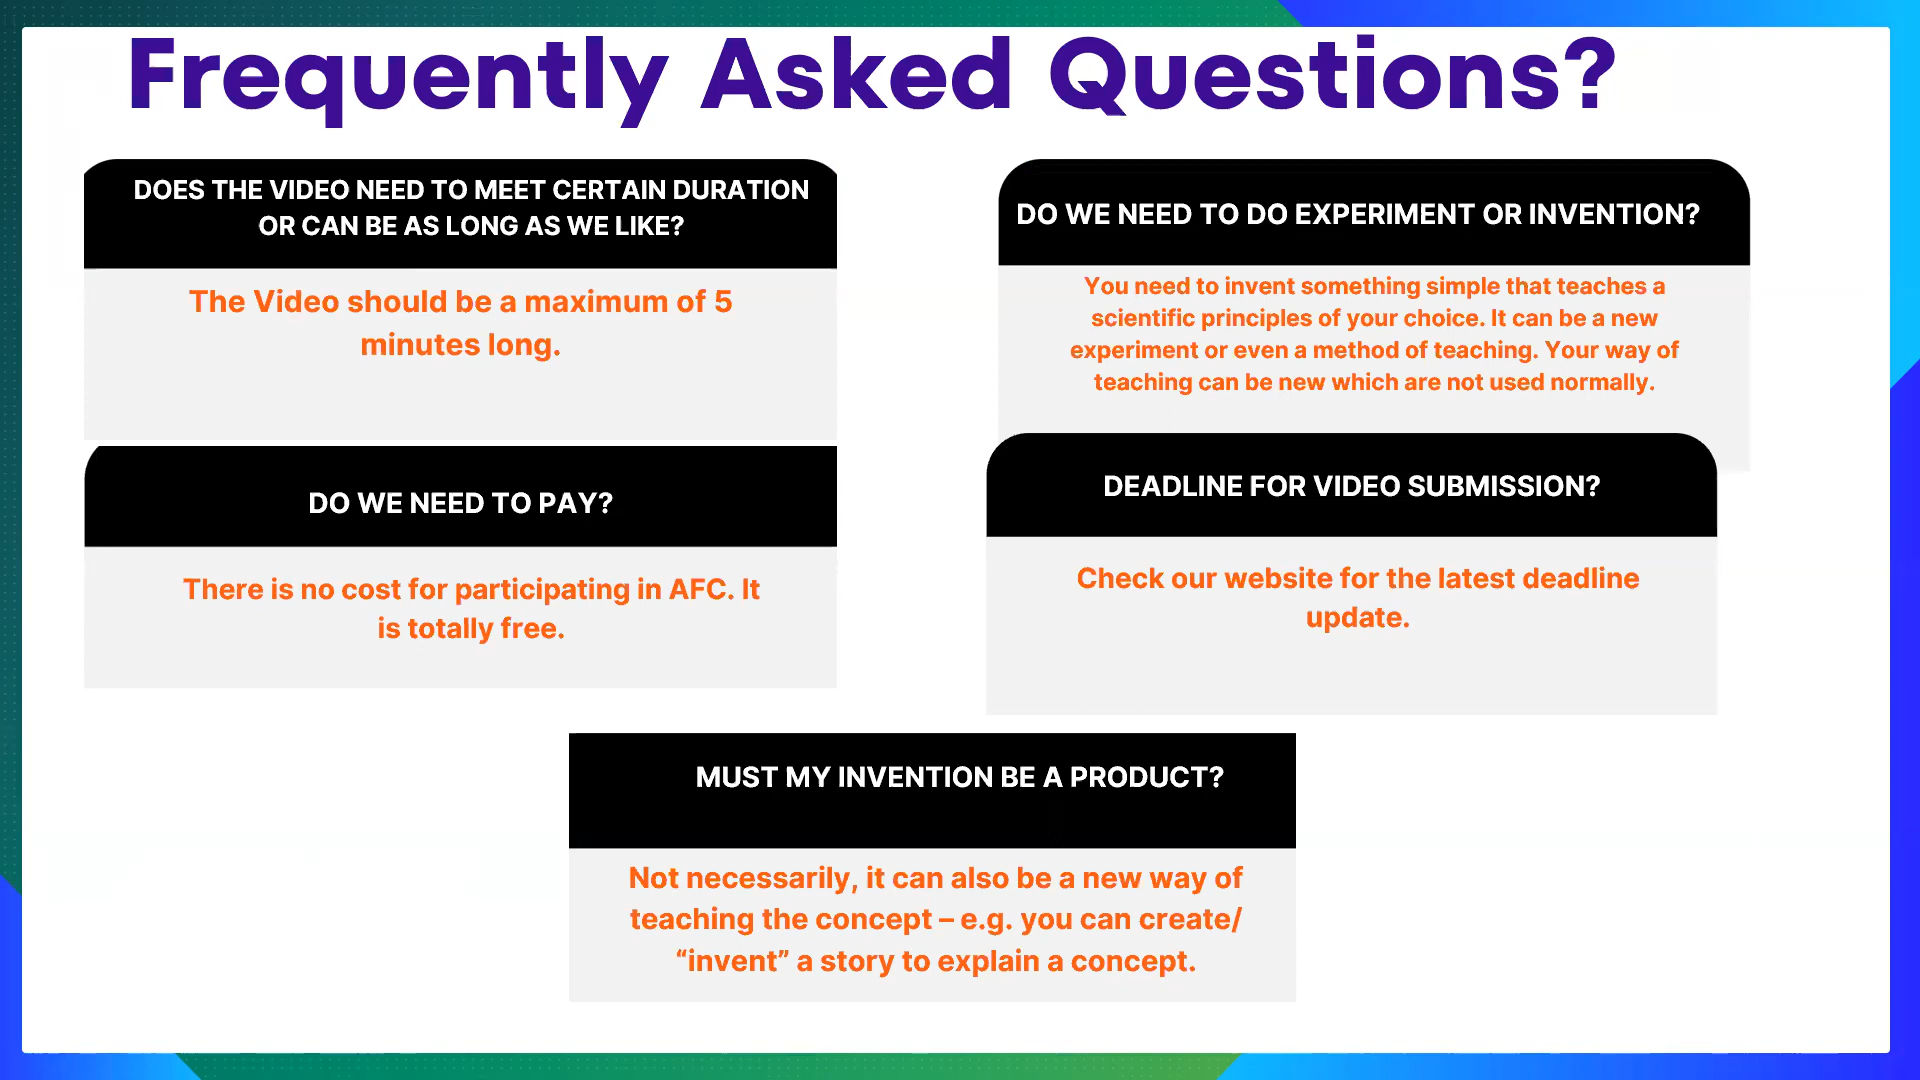 Frequently Asked Questions?
DOES THE VIDEO NEED TO MEET CERTAIN DURATION
OR CAN BE AS LONG AS WE LIKE?
The Video should be a maximum of 5
minutes long.
DO WE NEED TO DO EXPERIMENT OR INVENTION?
You need to invent something simple that teaches a
scientific principles of your choice. It can be a new
experiment or even a method of teaching. Your way of
teaching can be new which are not used normally.
DO WE NEED TO PAY?
There is no cost for participating in AFC. It
is totally free.
DEADLINE FOR VIDEO SUBMISSION?
Check our website for the latest deadline
update.
MUST MY INVENTION BE A PRODUCT?
Not necessarily, it can also be a new way of
teaching the concept – e.g. you can create/
“invent” a story to explain a concept.